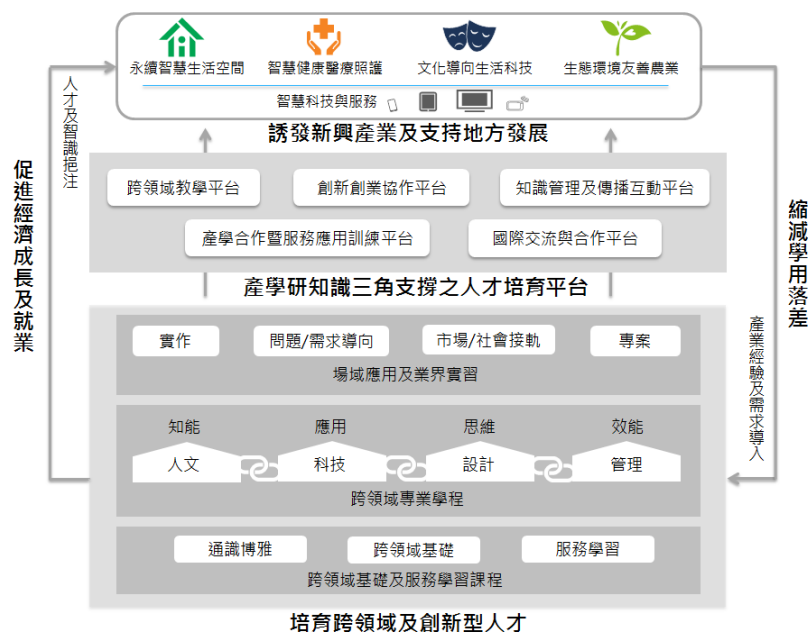 永續智慧生活空間
智慧健康醫療照護
文化導向生活科技
生態環境友善農業
智慧科技與服務
誘發新興產業及支持地方發展
人才及智識挹注
促進經濟成長及就業
縮減學用落差
產業經驗及需求導入
跨領域教學平台
創新創業協作平台
知識管理及傳播互動平台
產學合作暨服務應用訓練平台
國際交流與合作平台
產學研知識三角支撐之人才培育平台
實作
問題/需求導向
市場/社會接軌
專案
場域應用及業界實習
知能
應用
思維
效能
人文
科技
設計
管理
跨領域專業學程
通識博雅
跨領域基礎
服務學習
跨領域基礎及服務學習課程
培育跨領域及創新型人才